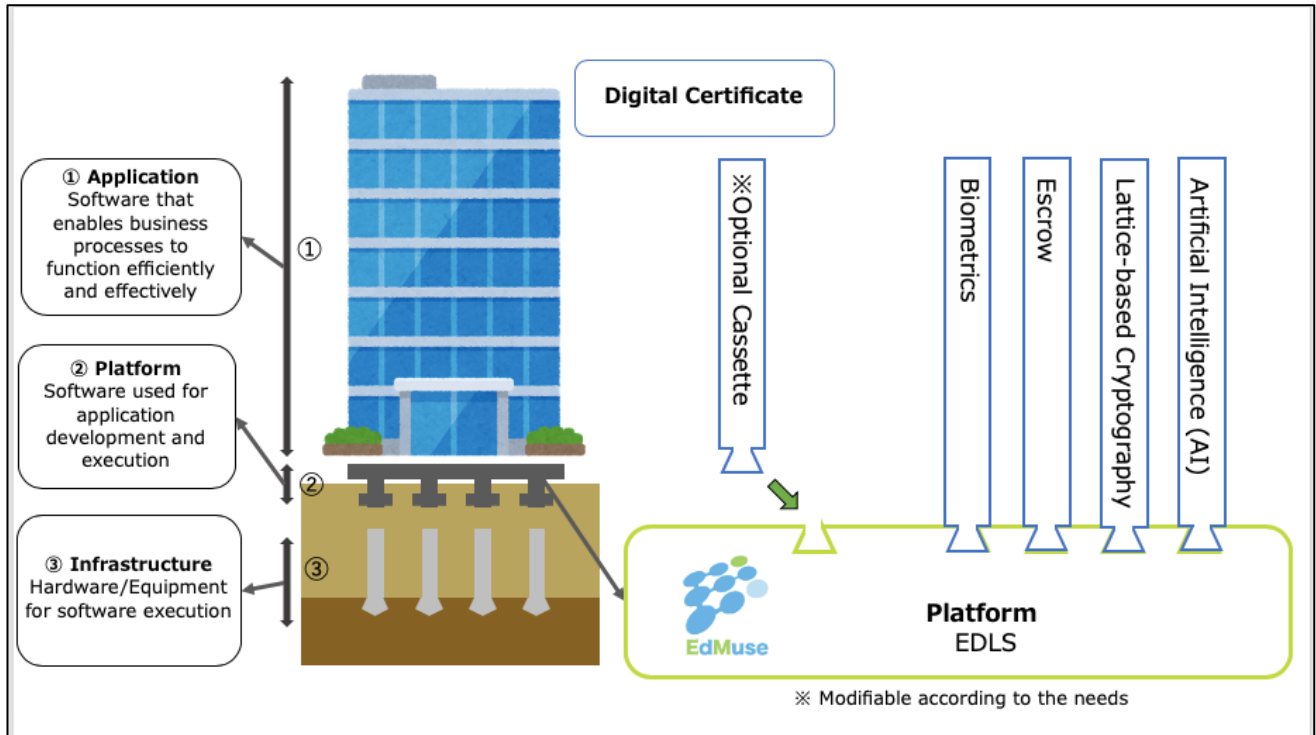 Digital Certificate
① Application
Software that
enables business
processes to
function efficiently
and effectively
①
② Platform
Software used for
application
development and
execution
②
③ Infrastructure
Hardware/Equipment
for software execution
③
※Optional Cassette
Biometrics
Escrow
Lattice-based Cryptography
Artificial Intelligence (AI)
EdMuse
Platform
EDLS
※ Modifiable according to the needs